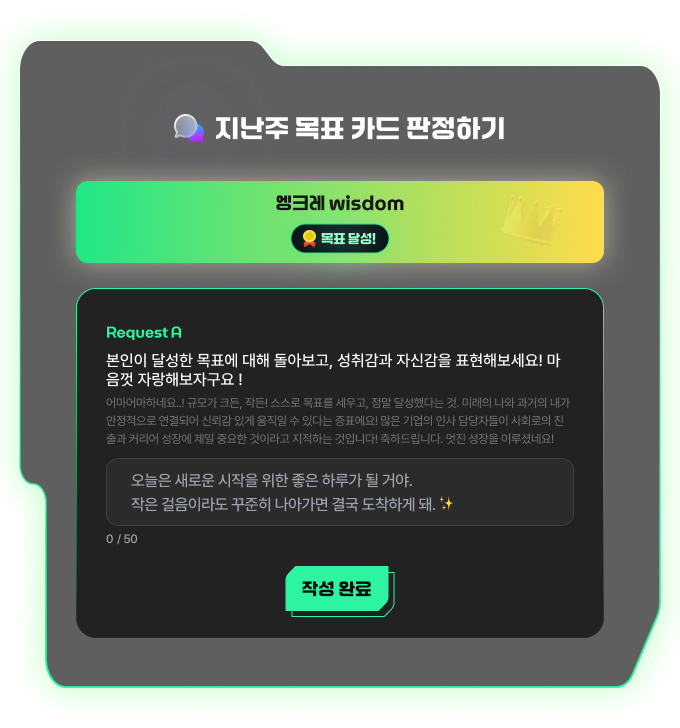 지난주 목표 카드 판정하기
엥크레 wisdom
목표 달성!
Request A
본인이 달성한 목표에 대해 돌아보고, 성취감과 자신감을 표현해보세요! 마
음껏 자랑해보자구요 !
어마어마하네요..! 규모가 크든, 작든! 스스로 목표를 세우고, 정말 달성했다는 것. 미래의 나와 과거의 내가
안정적으로 연결되어 신뢰감 있게 움직일 수 있다는 증표에요! 많은 기업의 인사 담당자들이 사회로의 진
출과 커리어 성장에 제일 중요한 것이라고 지적하는 것입니다! 축하드립니다. 멋진 성장을 이루셨네요!
오늘은 새로운 시작을 위한 좋은 하루가 될 거야.
작은 걸음이라도 꾸준히 나아가면 결국 도착하게 돼. ✨
0 / 50
작성 완료